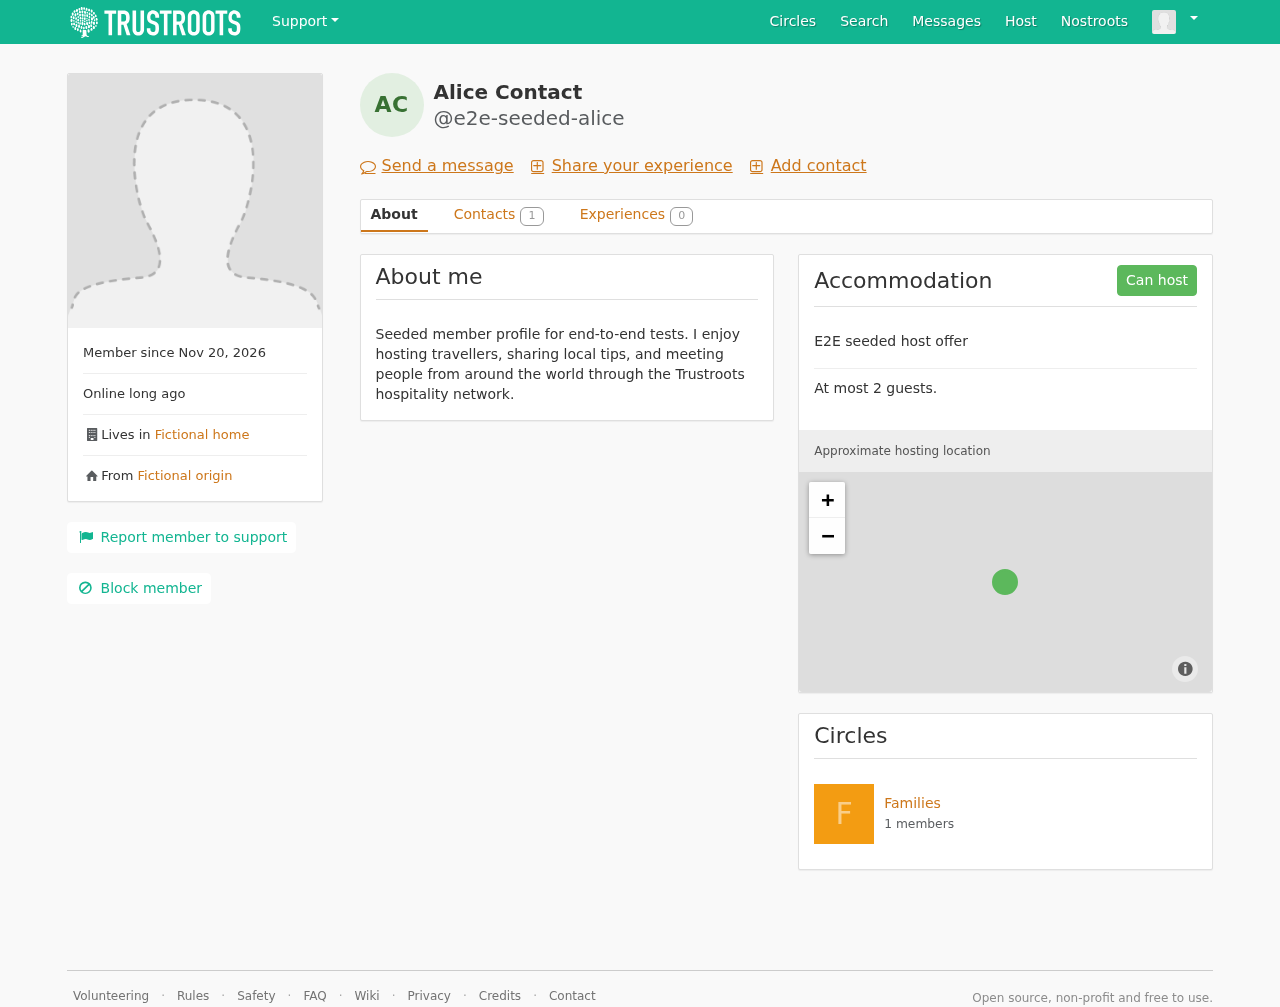 TRUSTROOTS
Support
Circles
Search
Messages
Host
Nostroots
AC
Alice Contact
@e2e-seeded-alice
Send a message
Share your experience
Add contact
About
Contacts 1
Experiences 0
Member since Nov 20, 2026
Online long ago
Lives in Fictional home
From Fictional origin
Report member to support
Block member
About me
Seeded member profile for end-to-end tests. I enjoy
hosting travellers, sharing local tips, and meeting
people from around the world through the Trustroots
hospitality network.
Accommodation
Can host
E2E seeded host offer
At most 2 guests.
Approximate hosting location
+
−
Circles
F
Families
1 members
Volunteering · Rules · Safety · FAQ · Wiki · Privacy · Credits · Contact
Open source, non-profit and free to use.